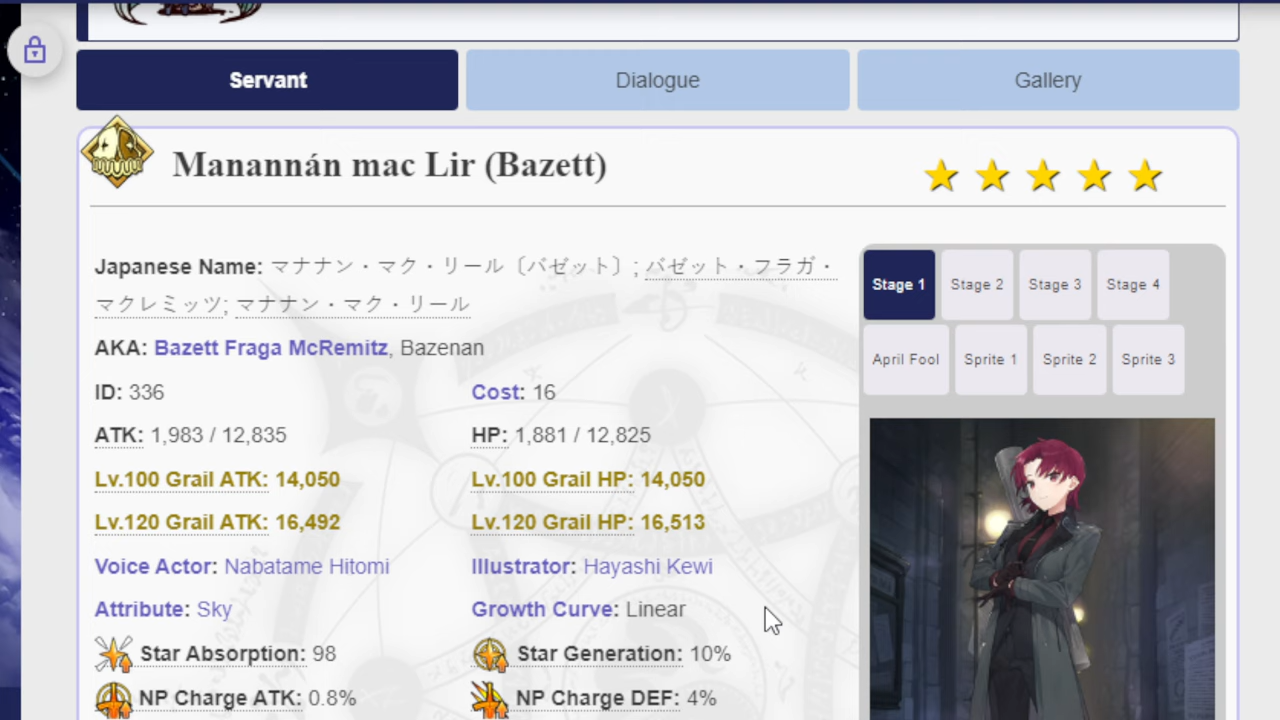 Servant
Dialogue
Gallery
Manannán mac Lir (Bazett)
Japanese Name: マナナン・マク・リール〔バゼット〕; バゼット・フラガ・
マクレミッツ; マナナン・マク・リール
AKA: Bazett Fraga McRemitz, Bazenan
ID: 336
Cost: 16
ATK: 1,983 / 12,835
HP: 1,881 / 12,825
Lv.100 Grail ATK: 14,050
Lv.100 Grail HP: 14,050
Lv.120 Grail ATK: 16,492
Lv.120 Grail HP: 16,513
Voice Actor: Nabatame Hitomi
Illustrator: Hayashi Kewi
Attribute: Sky
Growth Curve: Linear
Star Absorption: 98
Star Generation: 10%
NP Charge ATK: 0.8%
NP Charge DEF: 4%
Stage 1
Stage 2
Stage 3
Stage 4
April Fool
Sprite 1
Sprite 2
Sprite 3